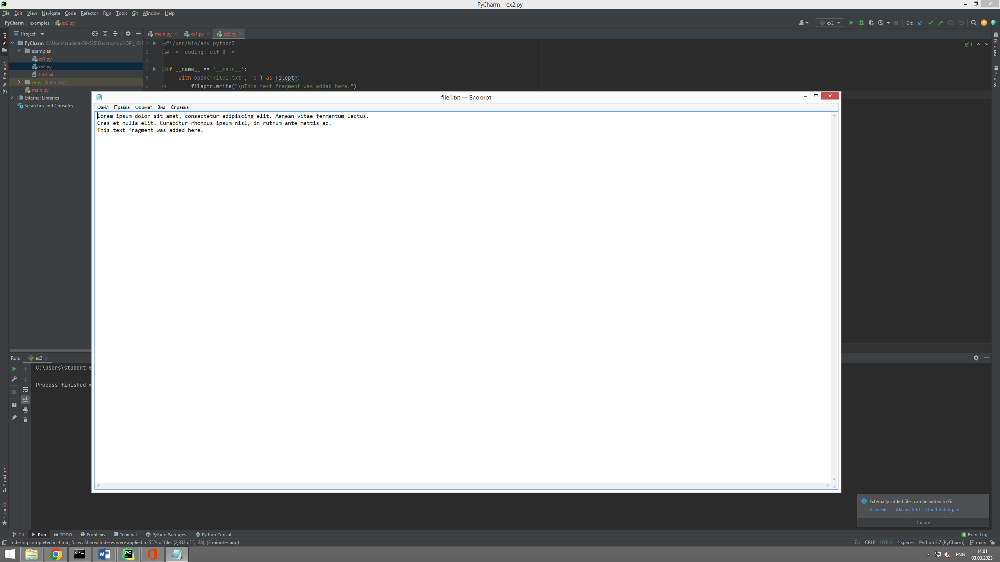 PyCharm – ex2.py
File Edit View Navigate Code Refactor Run Tools Git Window Help
PyCharm examples ex2.py
ex2 Git:
Project
main.py ex1.py ex2.py
PyCharm C:\Users\student-09-525\Desktop\opi\OPI_18\P
examples
ex1.py
ex2.py
file1.txt
venv library root
main.py
External Libraries
Scratches and Consoles
1 #!/usr/bin/env python3
2 # -*- coding: utf-8 -*-
3
4 if __name__ == '__main__':
5 with open("file1.txt", 'a') as fileptr:
6 fileptr.write("\nThis text fragment was added here.")
1
Project
Pull Requests
Structure
Favorites
Database
SciView
file1.txt — Блокнот
Файл Правка Формат Вид Справка
Lorem ipsum dolor sit amet, consectetur adipiscing elit. Aenean vitae fermentum lectus.
Cras et nulla elit. Curabitur rhoncus ipsum nisl, in rutrum ante mattis ac.
This text fragment was added here.
Run: ex2
C:\Users\student-0
Process finished w
Externally added files can be added to Git
View Files Always Add Don't Ask Again
1 more
Git Run TODO Problems Terminal Python Packages Python Console
4 Event Log
Indexing completed in 4 min, 5 sec. Shared indexes were applied to 55% of files (2,832 of 5,138). (3 minutes ago)
7:1 CRLF UTF-8 4 spaces Python 3.7 (PyCharm) main
ENG
14:01
03.03.2023